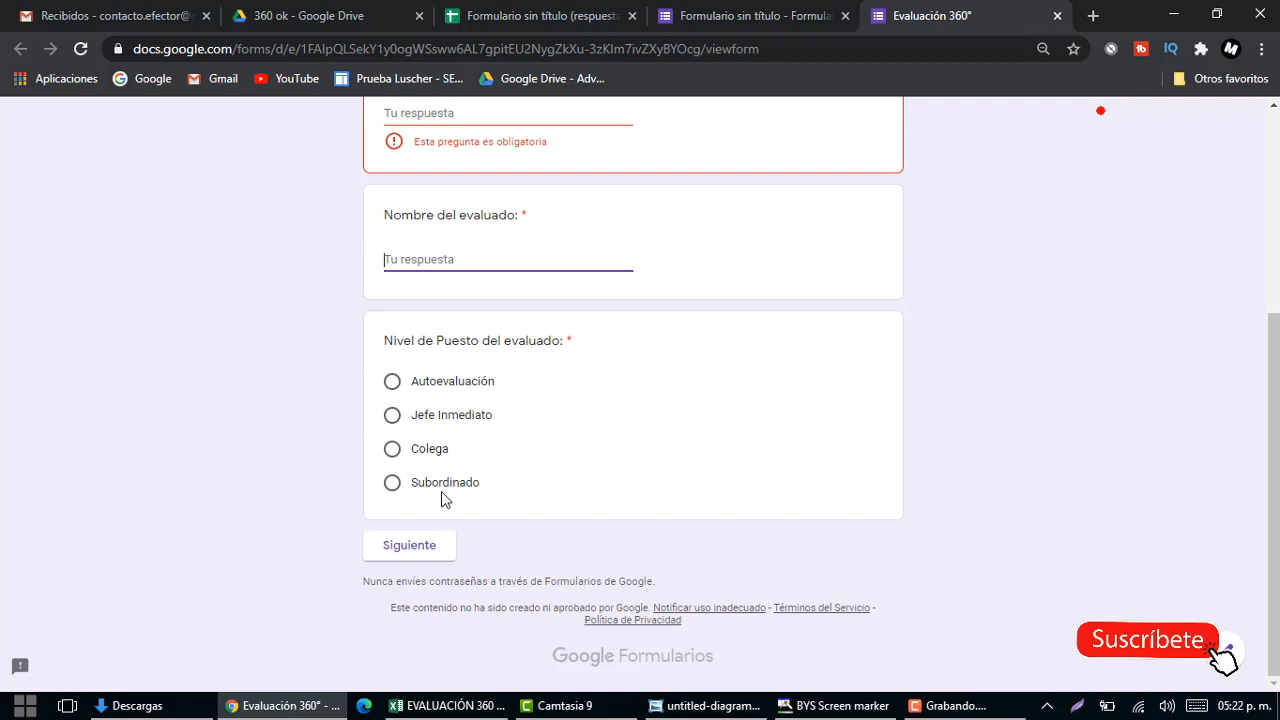 Recibidos - contacto.efector@g
360 ok - Google Drive
Formulario sin título (respuesta
Formulario sin título - Formula
Evaluación 360°
docs.google.com/forms/d/e/1FAIpQLSekY1y0ogWSsww6AL7gpitEU2NygZkXu-3zKIm7ivZXyBYOcg/viewform
Aplicaciones
Google
Gmail
YouTube
Prueba Luscher - SE...
Google Drive - Adv...
Otros favoritos
Tu respuesta
Esta pregunta es obligatoria
Nombre del evaluado: *
Tu respuesta
Nivel de Puesto del evaluado: *
Autoevaluación
Jefe Inmediato
Colega
Subordinado
Siguiente
Nunca envíes contraseñas a través de Formularios de Google.
Este contenido no ha sido creado ni aprobado por Google. Notificar uso inadecuado - Términos del Servicio -
Política de Privacidad
Google Formularios
Suscríbete
Descargas
Evaluación 360° - ...
EVALUACIÓN 360 ...
Camtasia 9
untitled-diagram...
BYS Screen marker
Grabando....
05:22 p. m.